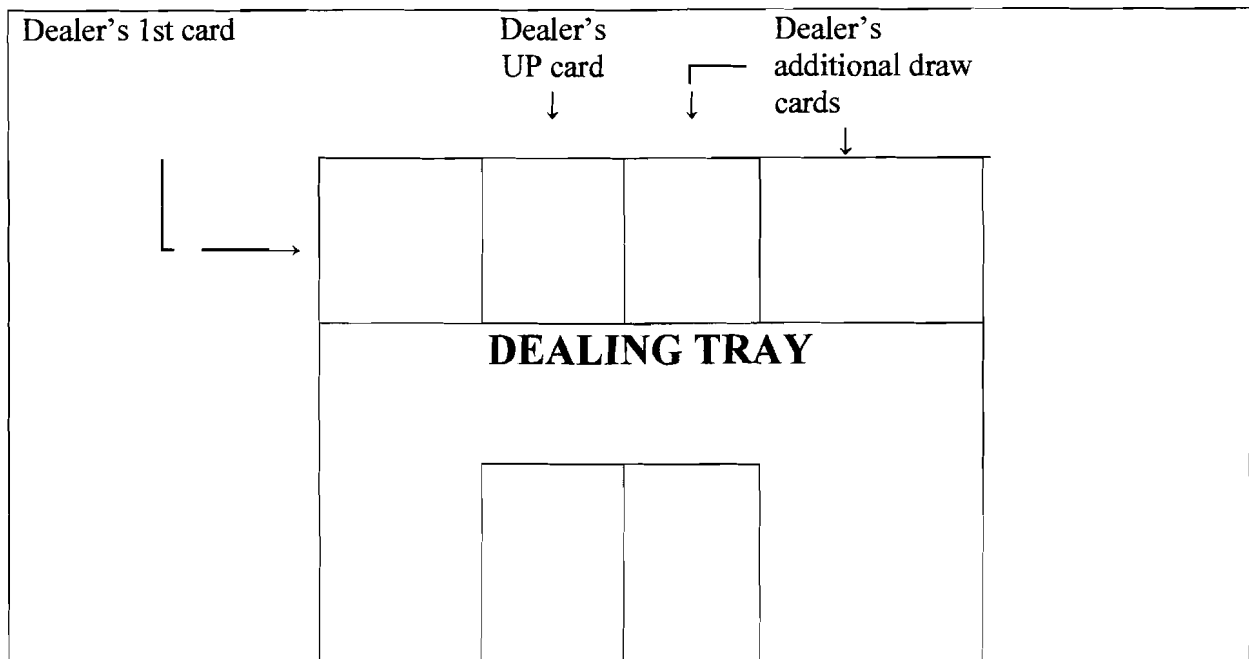 Dealer's 1st card
Dealer's
UP card
Dealer's
additional draw
cards
DEALING TRAY